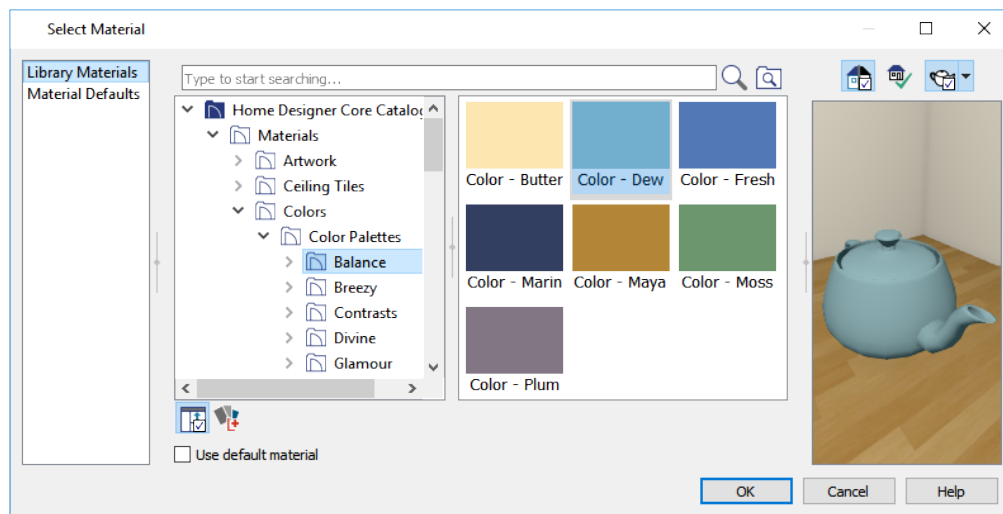 Select Material
Library Materials
Material Defaults
Type to start searching...
Home Designer Core Catalo
Materials
Artwork
Ceiling Tiles
Colors
Color Palettes
Balance
Breezy
Contrasts
Divine
Glamour
Color - Butter
Color - Dew
Color - Fresh
Color - Marin
Color - Maya
Color - Moss
Color - Plum
Use default material
OK
Cancel
Help